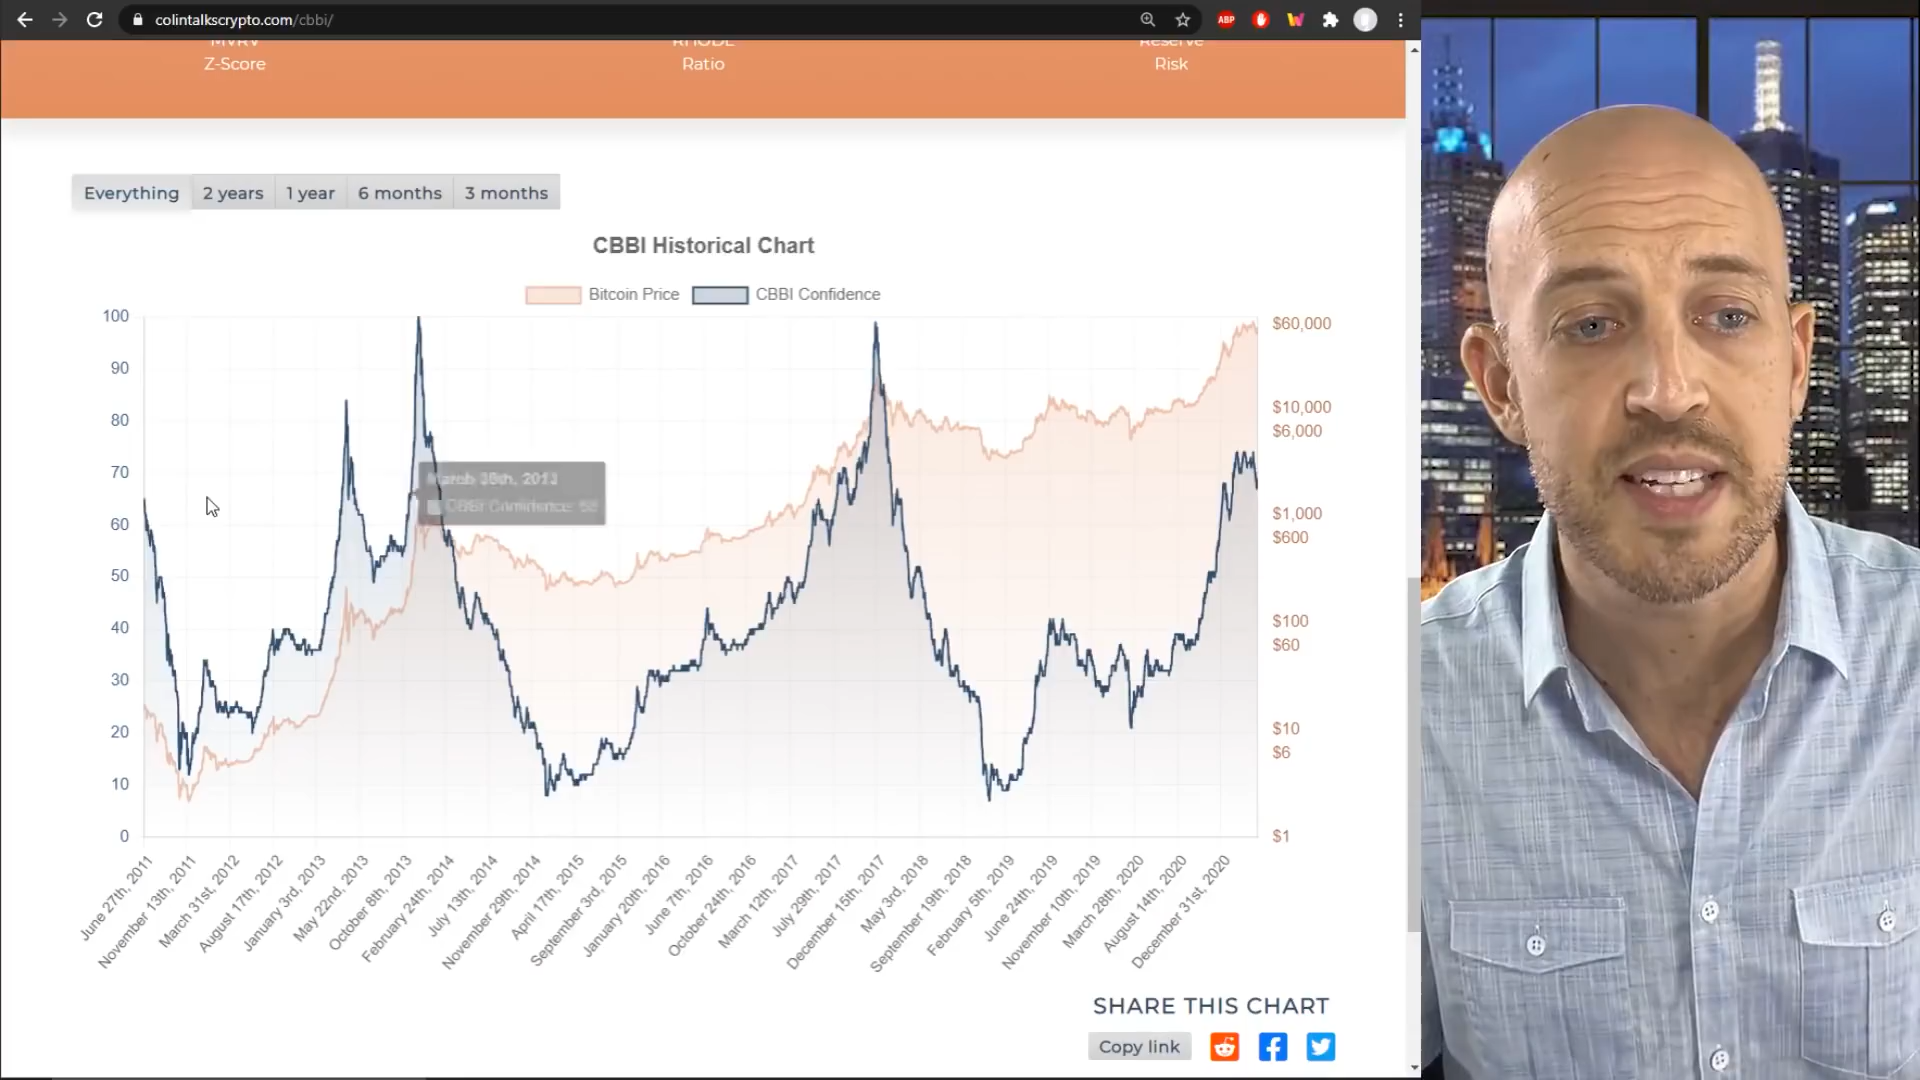 colintalkscrypto.com/cbbi/
ABP
MVRV
Z-Score
RHODL
Ratio
Reserve
Risk
Everything
2 years
1 year
6 months
3 months
CBBI Historical Chart
Bitcoin Price
CBBI Confidence
100
90
80
70
60
50
40
30
20
10
0
$60,000
$10,000
$6,000
$1,000
$600
$100
$60
$10
$6
$1
CBBI Confidence:
June 27th, 2011
November 13th, 2011
March 31st, 2012
August 17th, 2012
January 3rd, 2013
May 22nd, 2013
October 8th, 2013
February 24th, 2014
July 13th, 2014
November 29th, 2014
April 17th, 2015
September 3rd, 2015
January 20th, 2016
June 7th, 2016
October 24th, 2016
March 12th, 2017
July 29th, 2017
December 15th, 2017
May 3rd, 2018
September 19th, 2018
February 5th, 2019
June 24th, 2019
November 10th, 2019
March 28th, 2020
August 14th, 2020
December 31st, 2020
SHARE THIS CHART
Copy link